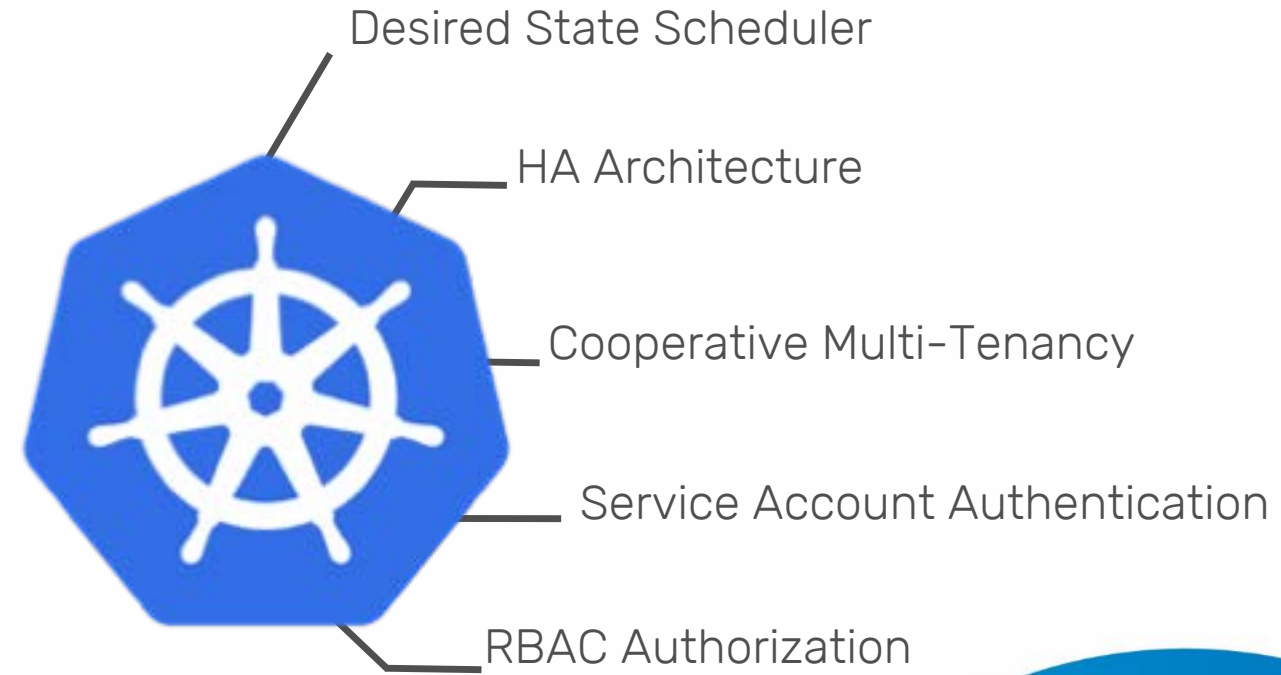 Desired State Scheduler
HA Architecture
Cooperative Multi-Tenancy
Service Account Authentication
RBAC Authorization